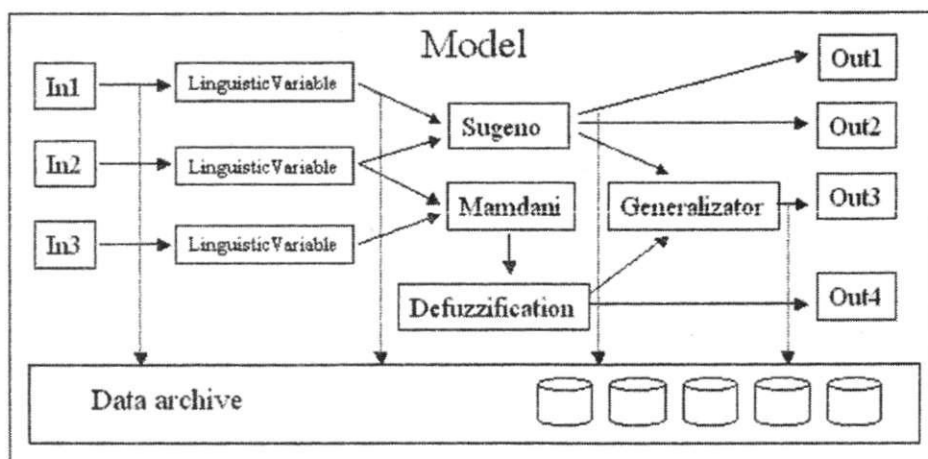 Model
In1
LinguisticVariable
Out1
Sugeno
Out2
In2
LinguisticVariable
Mamdani
Generalizator
Out3
In3
LinguisticVariable
Defuzzification
Out4
Data archive